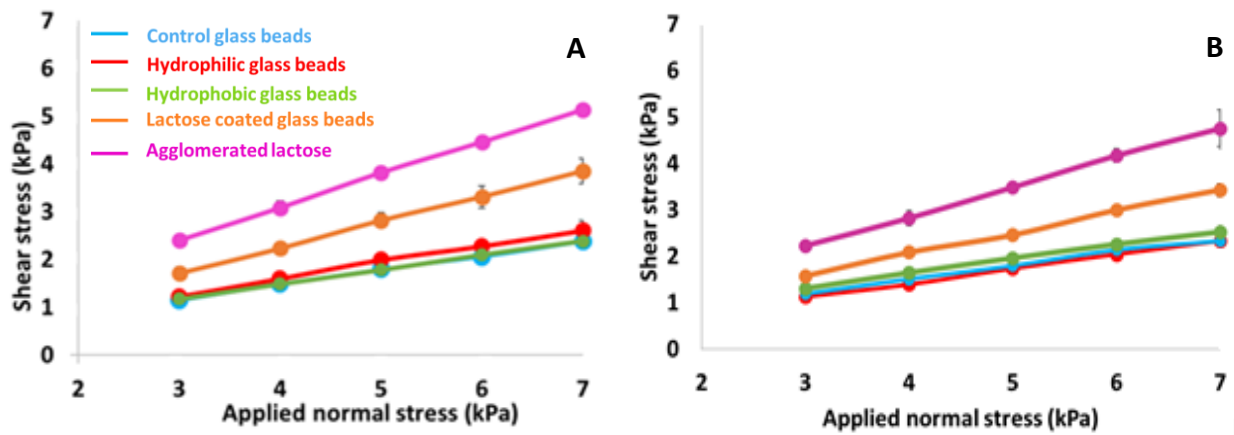 7
6
5
4
3
2
1
0
Shear stress (kPa)
Control glass beads
Hydrophilic glass beads
Hydrophobic glass beads
Lactose coated glass beads
Agglomerated lactose
A
2 3 4 5 6 7
Applied normal stress (kPa)
7
6
5
4
3
2
1
0
Shear stress (kPa)
B
2 3 4 5 6 7
Applied normal stress (kPa)